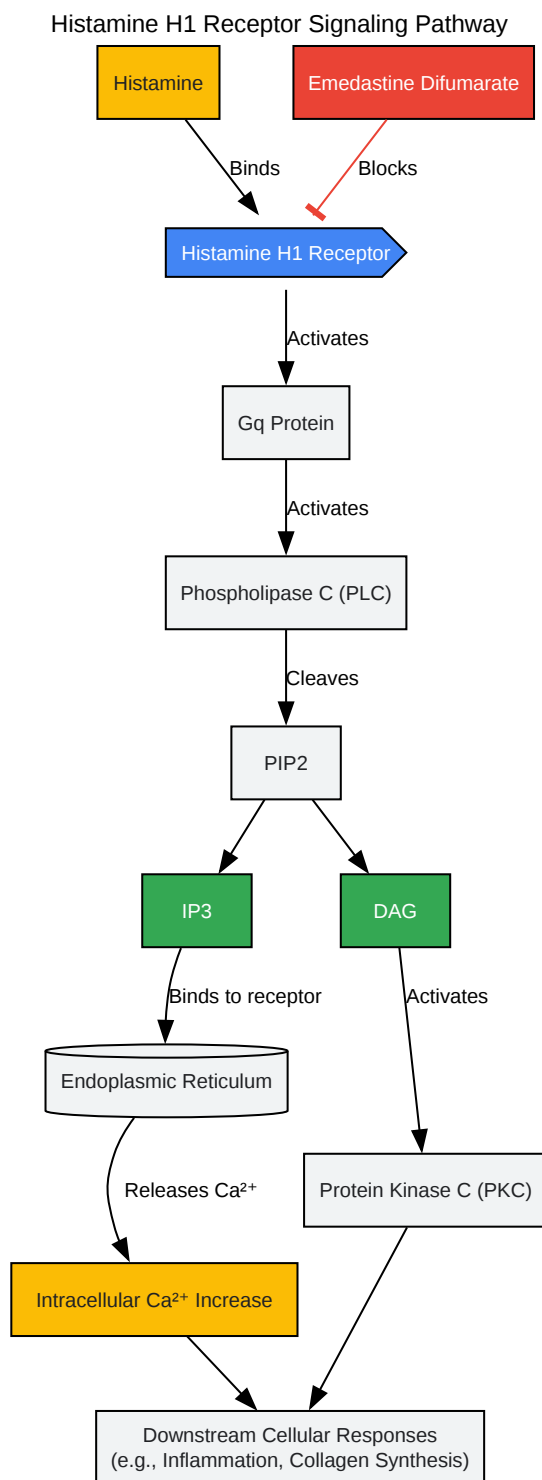 Histamine H1 Receptor Signaling Pathway
Histamine
Emedastine Difumarate
Binds
Blocks
Histamine H1 Receptor
Activates
Gq Protein
Activates
Phospholipase C (PLC)
Cleaves
PIP2
IP3
DAG
Binds to receptor
Activates
Endoplasmic Reticulum
Protein Kinase C (PKC)
Releases Ca²⁺
Intracellular Ca²⁺ Increase
Downstream Cellular Responses
(e.g., Inflammation, Collagen Synthesis)